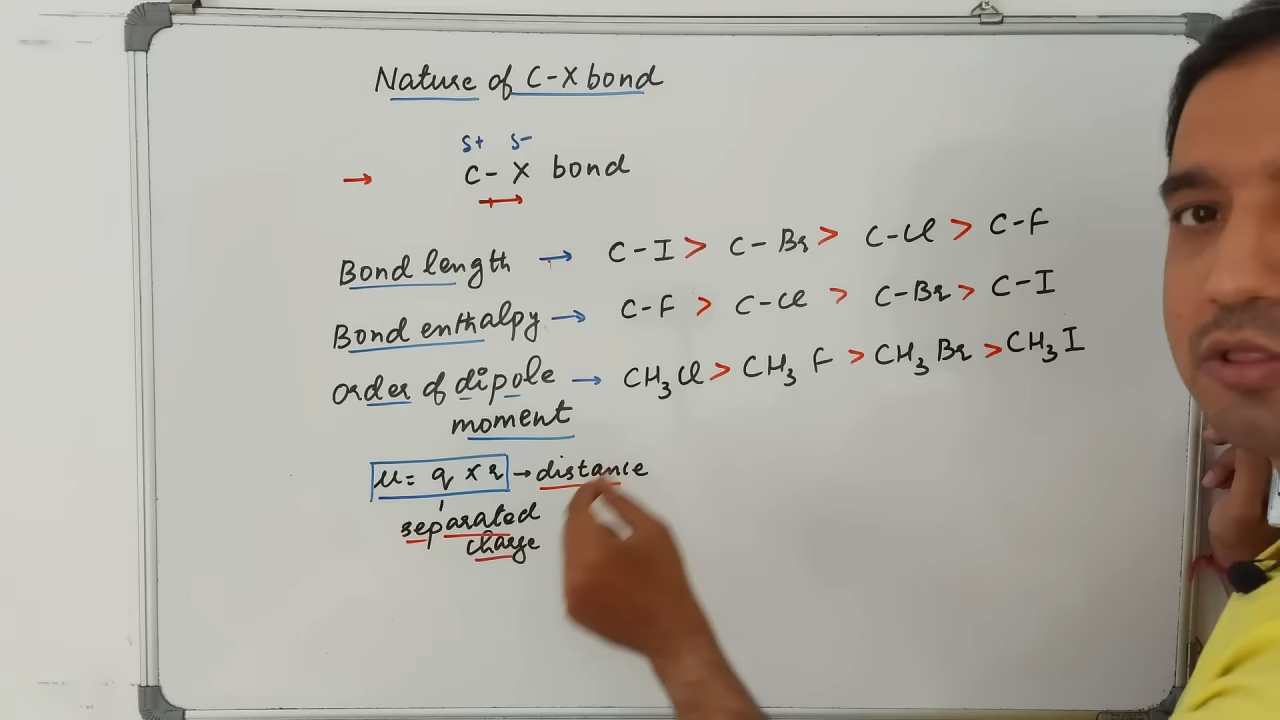 Nature of C-X bond
δ+ δ-
→ C-X bond
Bond length → C-I > C-Br > C-Cl > C-F
Bond enthalpy → C-F > C-Cl > C-Br > C-I
order of dipole → CH₃Cl > CH₃F > CH₃Br > CH₃I
moment
μ = q × r → distance
separated
charge